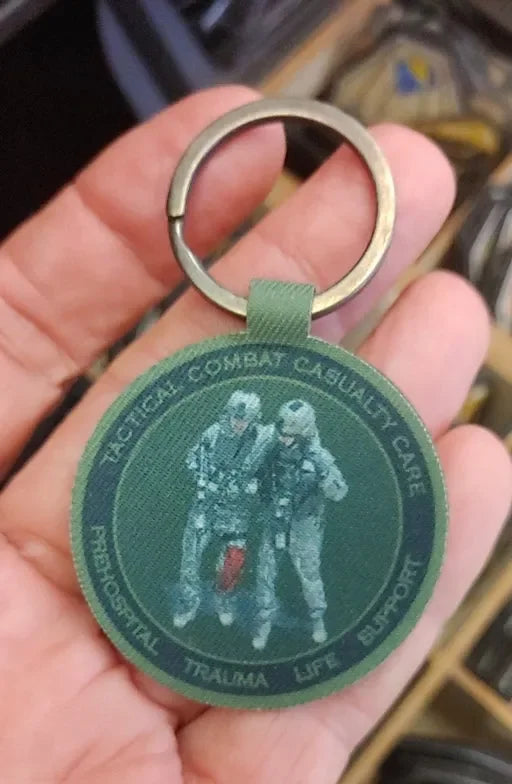 TACTICAL COMBAT CASUALTY CARE
PREHOSPITAL TRAUMA LIFE SUPPORT